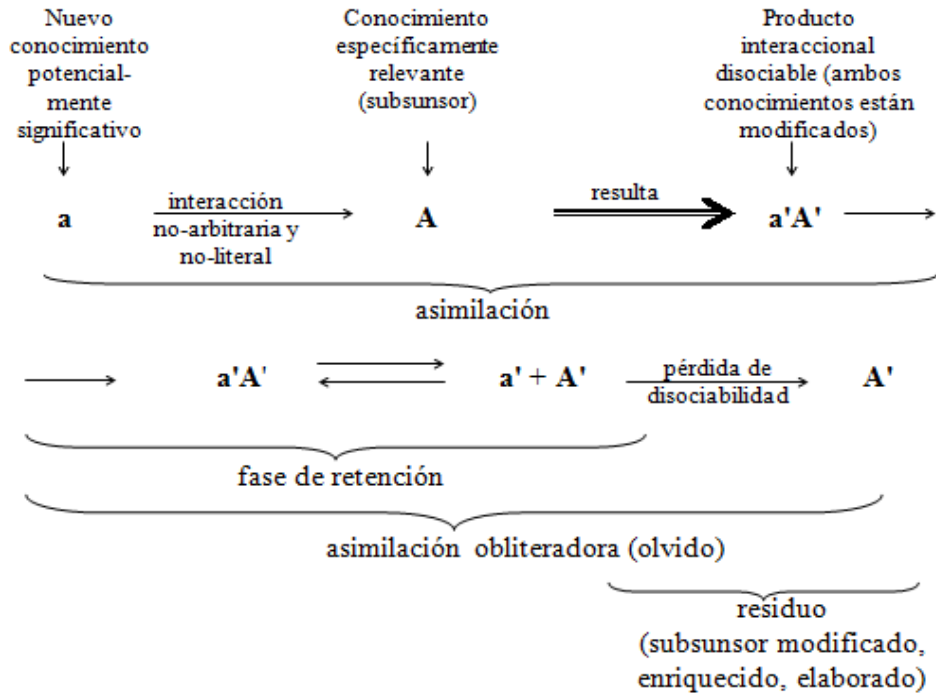 Nuevo
conocimiento
potencial-
mente
significativo
Conocimiento
específicamente
relevante
(subsunsor)
Producto
interaccional
disociable (ambos
conocimientos están
modificados)
a
interacción
no-arbitraria y
no-literal
A
resulta
a'A'
asimilación
a'A'
a' + A'
pérdida de
disociabilidad
A'
fase de retención
asimilación obliteradora (olvido)
residuo
(subsunsor modificado,
enriquecido, elaborado)